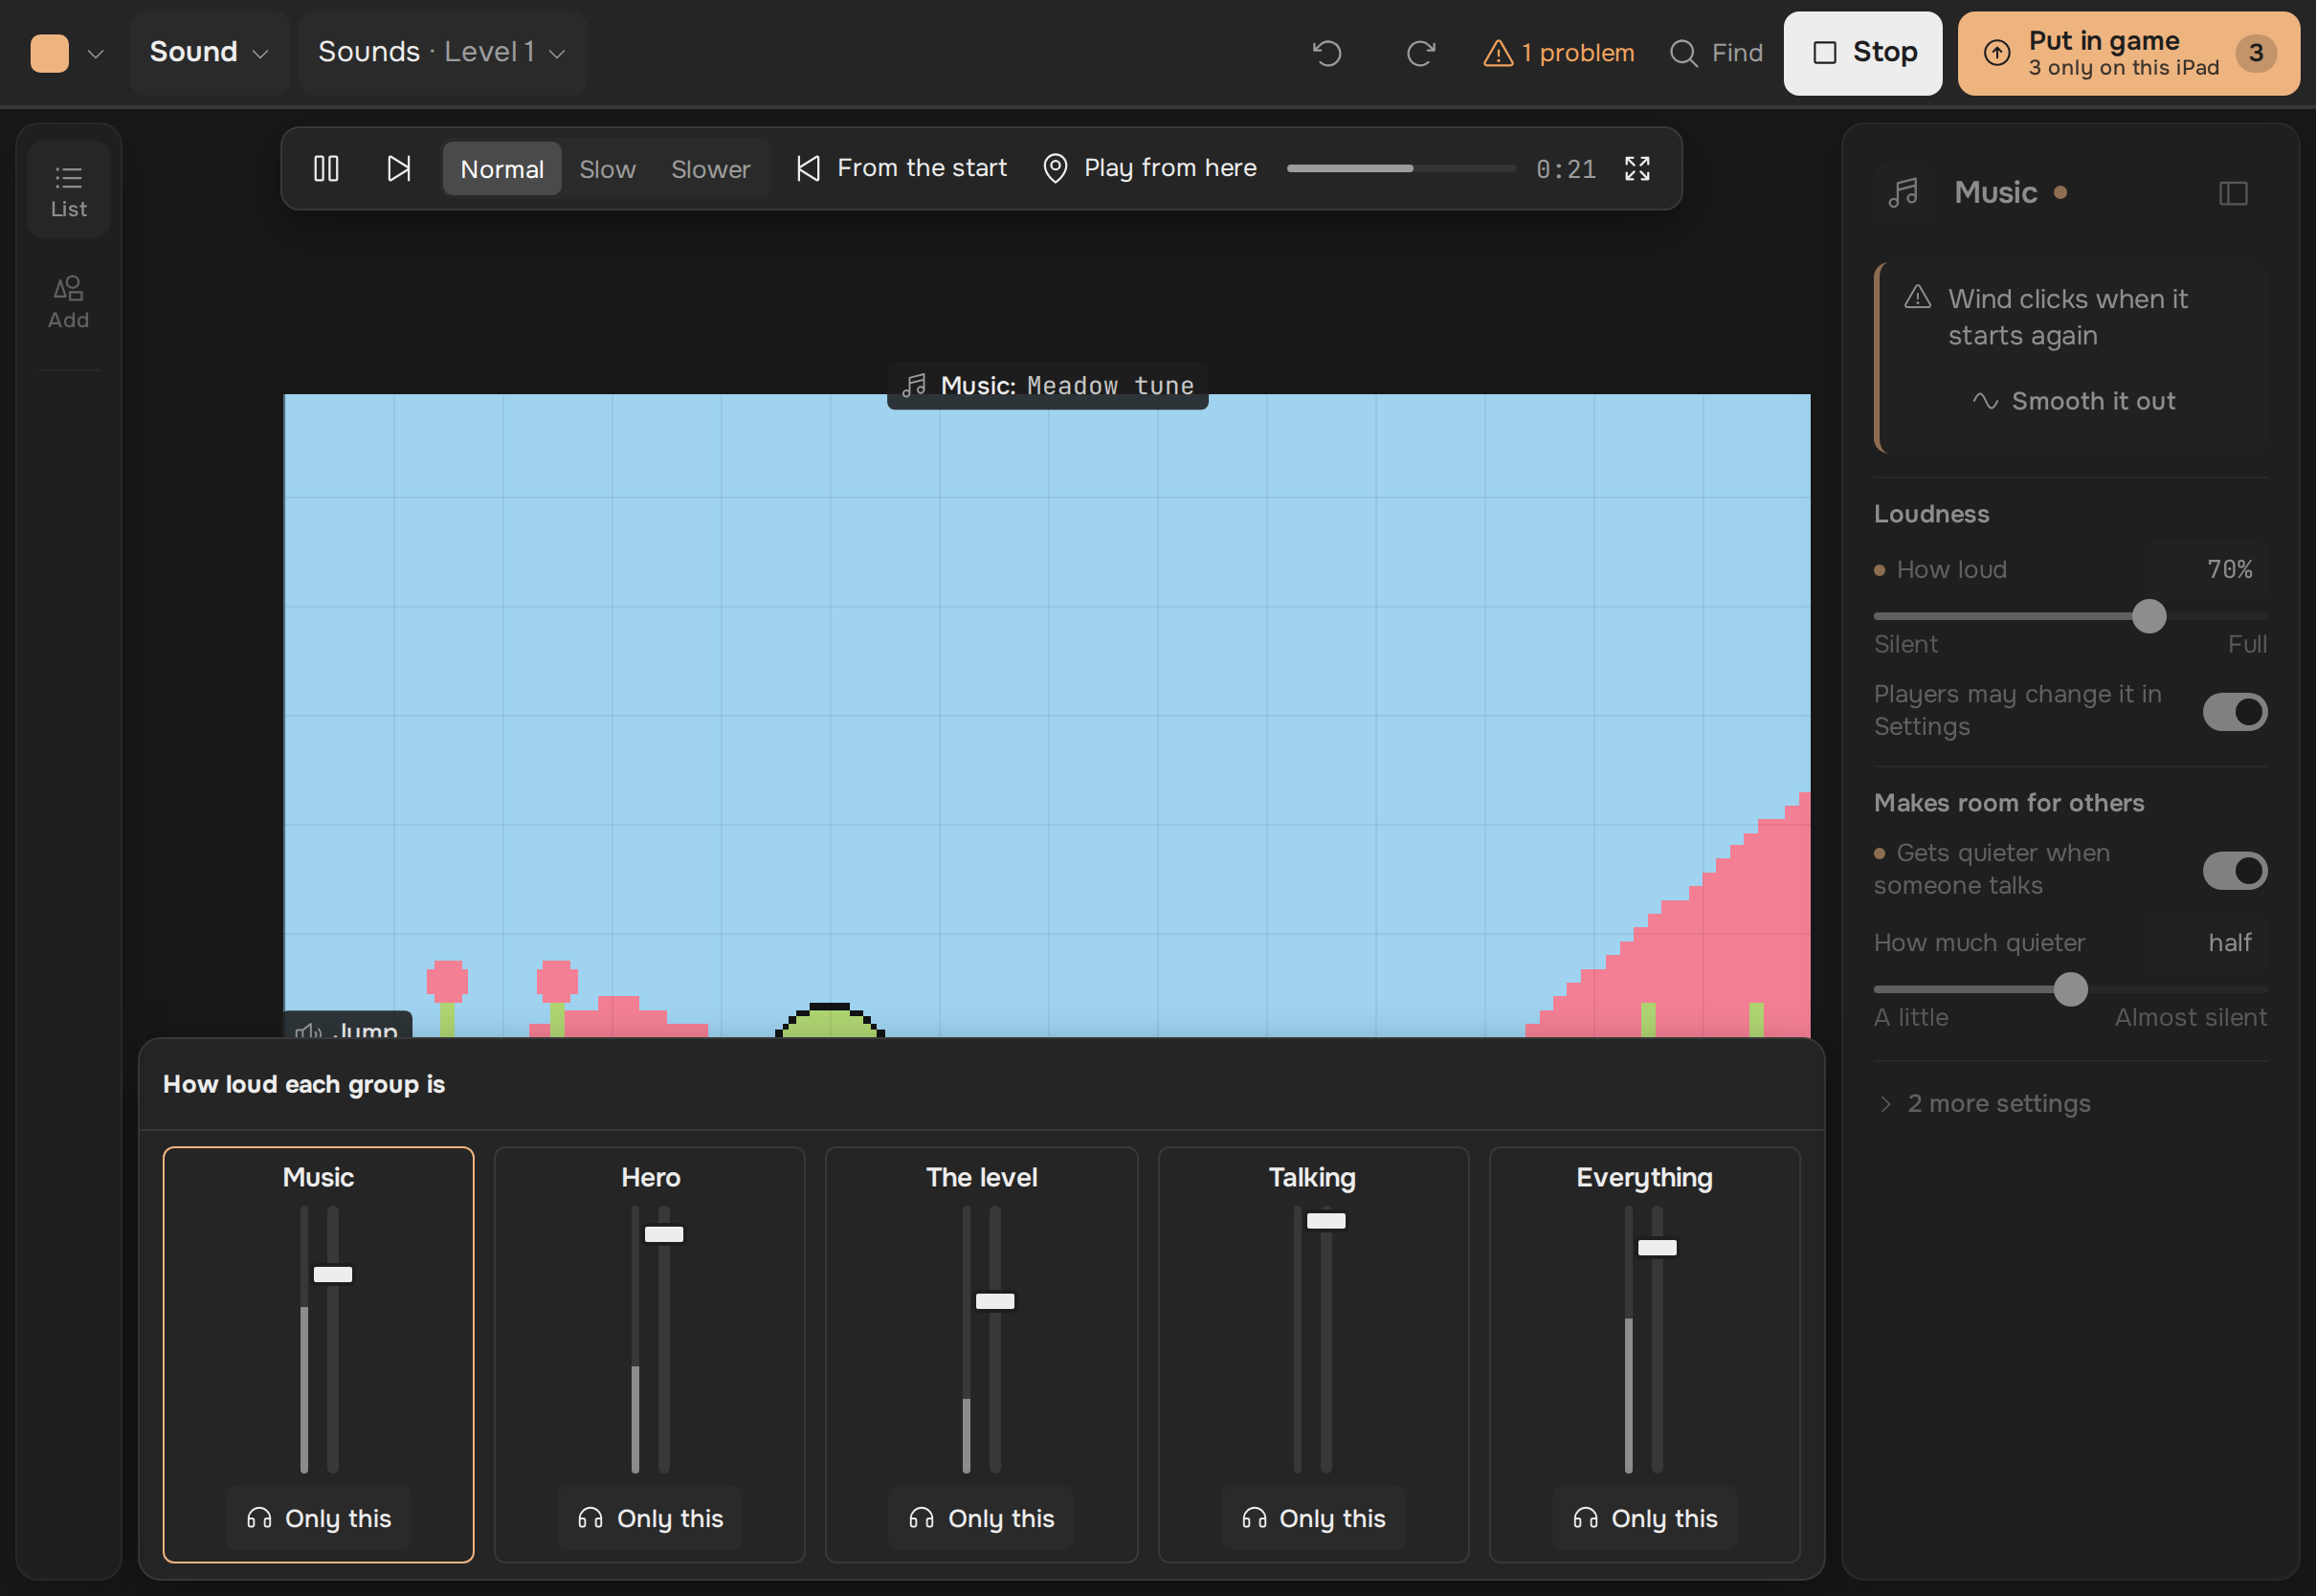 Sound
Sounds · Level 1
1 problem
Find
Stop
Put in game
3 only on this iPad
3
List
Add
Normal
Slow
Slower
From the start
Play from here
0:21
Music: Meadow tune
Jump
Music
Wind clicks when it
starts again
Smooth it out
Loudness
How loud
70%
Silent
Full
Players may change it in
Settings
Makes room for others
Gets quieter when
someone talks
How much quieter
half
A little
Almost silent
2 more settings
How loud each group is
Music
Hero
The level
Talking
Everything
Only this
Only this
Only this
Only this
Only this